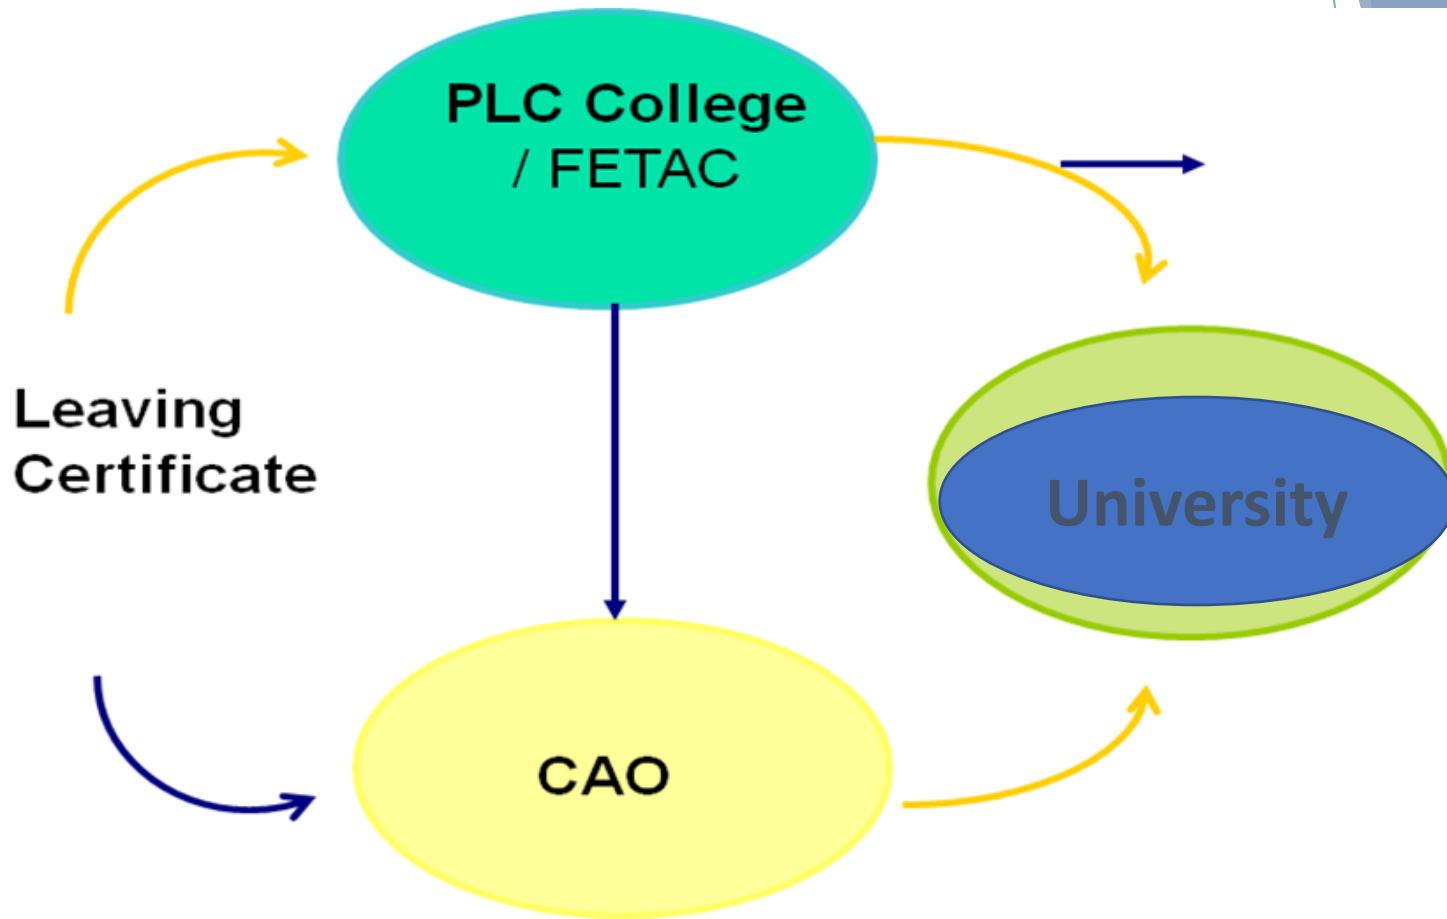 PLC College
/ FETAC
Leaving
Certificate
University
CAO